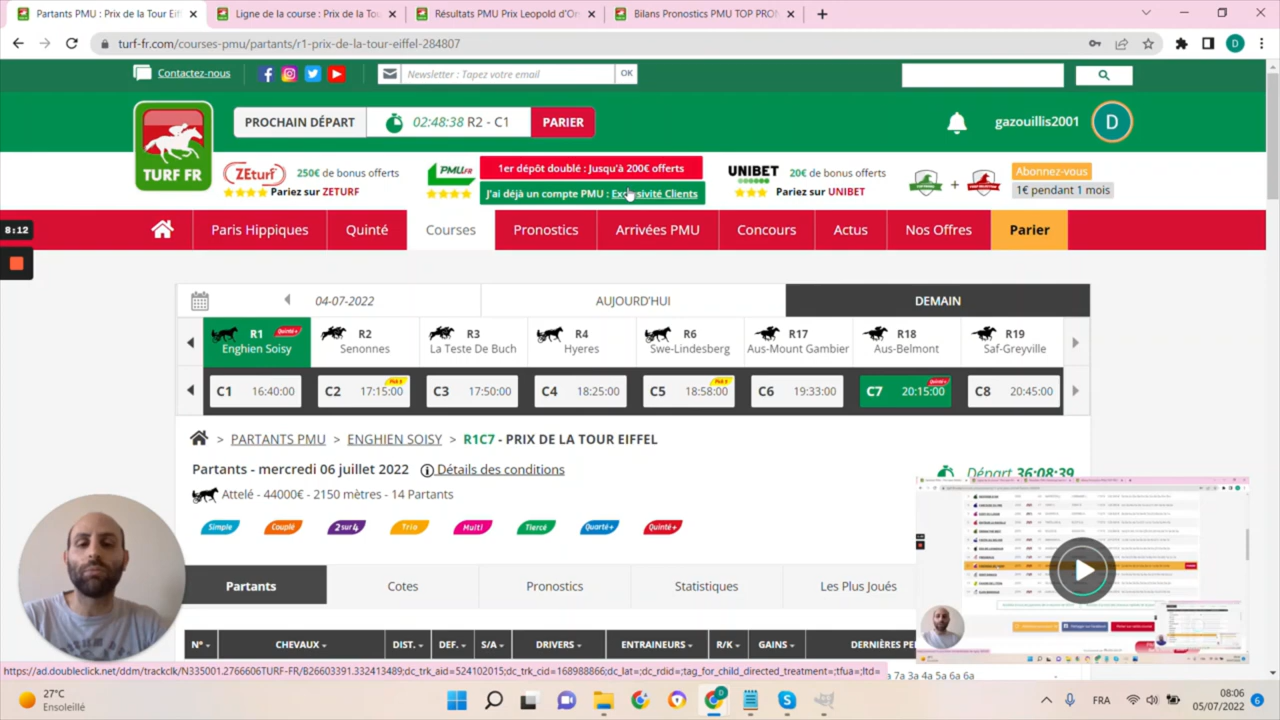 Partants PMU : Prix de la Tour Eif
Ligne de la course : Prix de la Tou
Résultats PMU Prix Leopold d'Or
Bilans Pronostics PMU TOP PRON
turf-fr.com/courses-pmu/partants/r1-prix-de-la-tour-eiffel-284807
D
Contactez-nous
Newsletter : Tapez votre email
OK
TURF FR
PROCHAIN DÉPART
02:48:38 R2 - C1
PARIER
gazouillis2001
D
ZEturf
250€ de bonus offerts
Pariez sur ZETURF
PMU.FR
1er dépôt doublé : Jusqu'à 200€ offerts
J'ai déjà un compte PMU : Exclusivité Clients
UNIBET
20€ de bonus offerts
Pariez sur UNIBET
+
Abonnez-vous
1€ pendant 1 mois
8:12
Paris Hippiques
Quinté
Courses
Pronostics
Arrivées PMU
Concours
Actus
Nos Offres
Parier
04-07-2022
AUJOURD'HUI
DEMAIN
R1 Quinté+
Enghien Soisy
R2
Senonnes
R3
La Teste De Buch
R4
Hyeres
R6
Swe-Lindesberg
R17
Aus-Mount Gambier
R18
Aus-Belmont
R19
Saf-Greyville
C1 16:40:00
C2 17:15:00
C3 17:50:00
C4 18:25:00
C5 18:58:00
C6 19:33:00
C7 20:15:00 Quinté+
C8 20:45:00
> PARTANTS PMU > ENGHIEN SOISY > R1C7 - PRIX DE LA TOUR EIFFEL
Partants - mercredi 06 juillet 2022 Détails des conditions
Départ 36:08:39
Attelé - 44000€ - 2150 mètres - 14 Partants
Simple
Couplé
2 sur 4
Trio
Multi
Tiercé
Quarté+
Quinté+
Partants
Cotes
Pronostics
Statistiques
Les Plus Joués
N°
CHEVAUX
DIST.
DEF.
S/A
DRIVERS
ENTRAINEURS
R/K
GAINS
DERNIÈRES PE
a 7a 3a 4a 5a 6a 6a
https://ad.doubleclick.net/ddm/trackclk/N335001.2766606TURF-FR/B26603391.332413489;dc_trk_aid=524102015;dc_trk_cid=168988866;dc_lat=;dc_rdid=;tag_for_child_directed_treatment=;tfua=;ltd=
27°C
Ensoleillé
D
FRA
08:06
05/07/2022
6